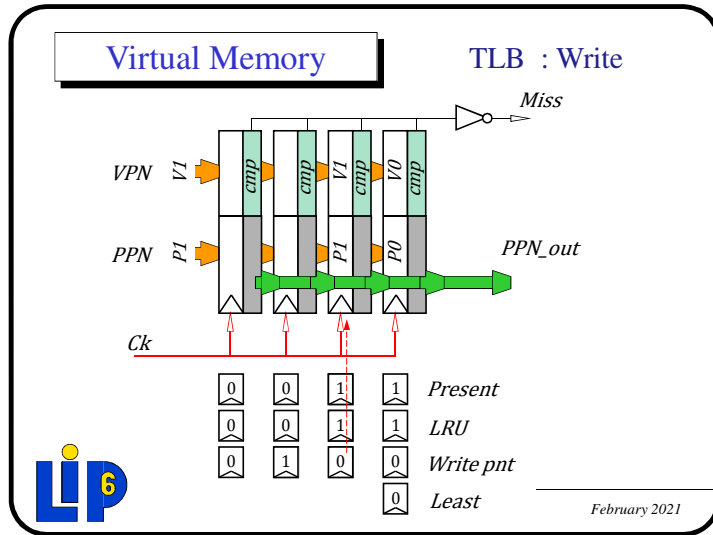 Virtual Memory
TLB : Write
Miss
VPN V1 cmp cmp V1 cmp V0 cmp
PPN P1 P1 P0 PPN_out
Ck
0 0 1 1 Present
0 0 1 1 LRU
0 1 0 0 Write pnt
0 Least
LIP6
February 2021